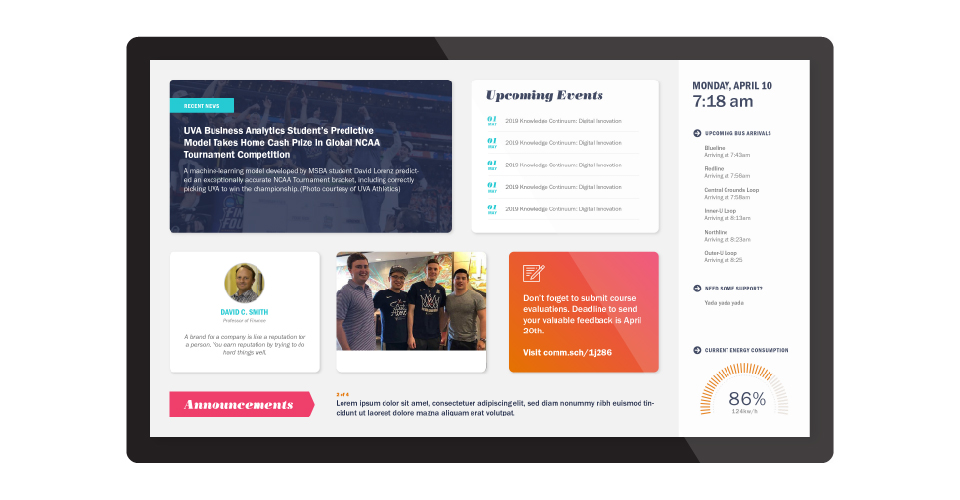 RECENT NEWS
UVA Business Analytics Student's Predictive
Model Takes Home Cash Prize in Global NCAA
Tournament Competition
A machine-learning model developed by MSBA student David Lorenz predict-
ed an exceptionally accurate NCAA Tournament bracket, including correctly
picking UVA to win the championship.(Photo courtesy of UVA Athletics)
Upcoming Events
01
MAY
2019 Knowledge Continuum: Digital Innovation
01
MAY
2019 Knowledge Continuum: Digital Innovation
01
MAY
2019 Knowledge Continuum: Digital Innovation
01
MAY
2019 Knowledge Continuum: Digital Innovation
01
MAY
2019 Knowledge Continuum: Digital Innovation
MONDAY, APRIL 10
7:18 am
UPCOMING BUS ARRIVALS
Blueline
Arriving at 7:43am
Redline
Arriving at 7:56am
Central Grounds Loop
Arriving at 7:58am
Inner-U Loop
Arriving at 8:13am
Northline
Arriving at 8:23am
Outer-U Loop
Arriving at 8:25
NEED SOME SUPPORT?
Yada yada yada
CURRENT ENERGY CONSUMPTION
86%
124kw/h
DAVID C. SMITH
Professor of Finance
A brand for a company is like a reputation for
a person. You earn reputation by trying to do
hard things well.
Don't forget to submit course
evaluations. Deadline to send
your valuable feedback is April
20th.
Visit comm.sch/1j286
Announcements
Lorem ipsum color sit amet, consectetuer adipiscing elit, sed diam nonummy nibh euismod tin-
cidunt ut laoreet dolore magna aliquam erat volutpat.